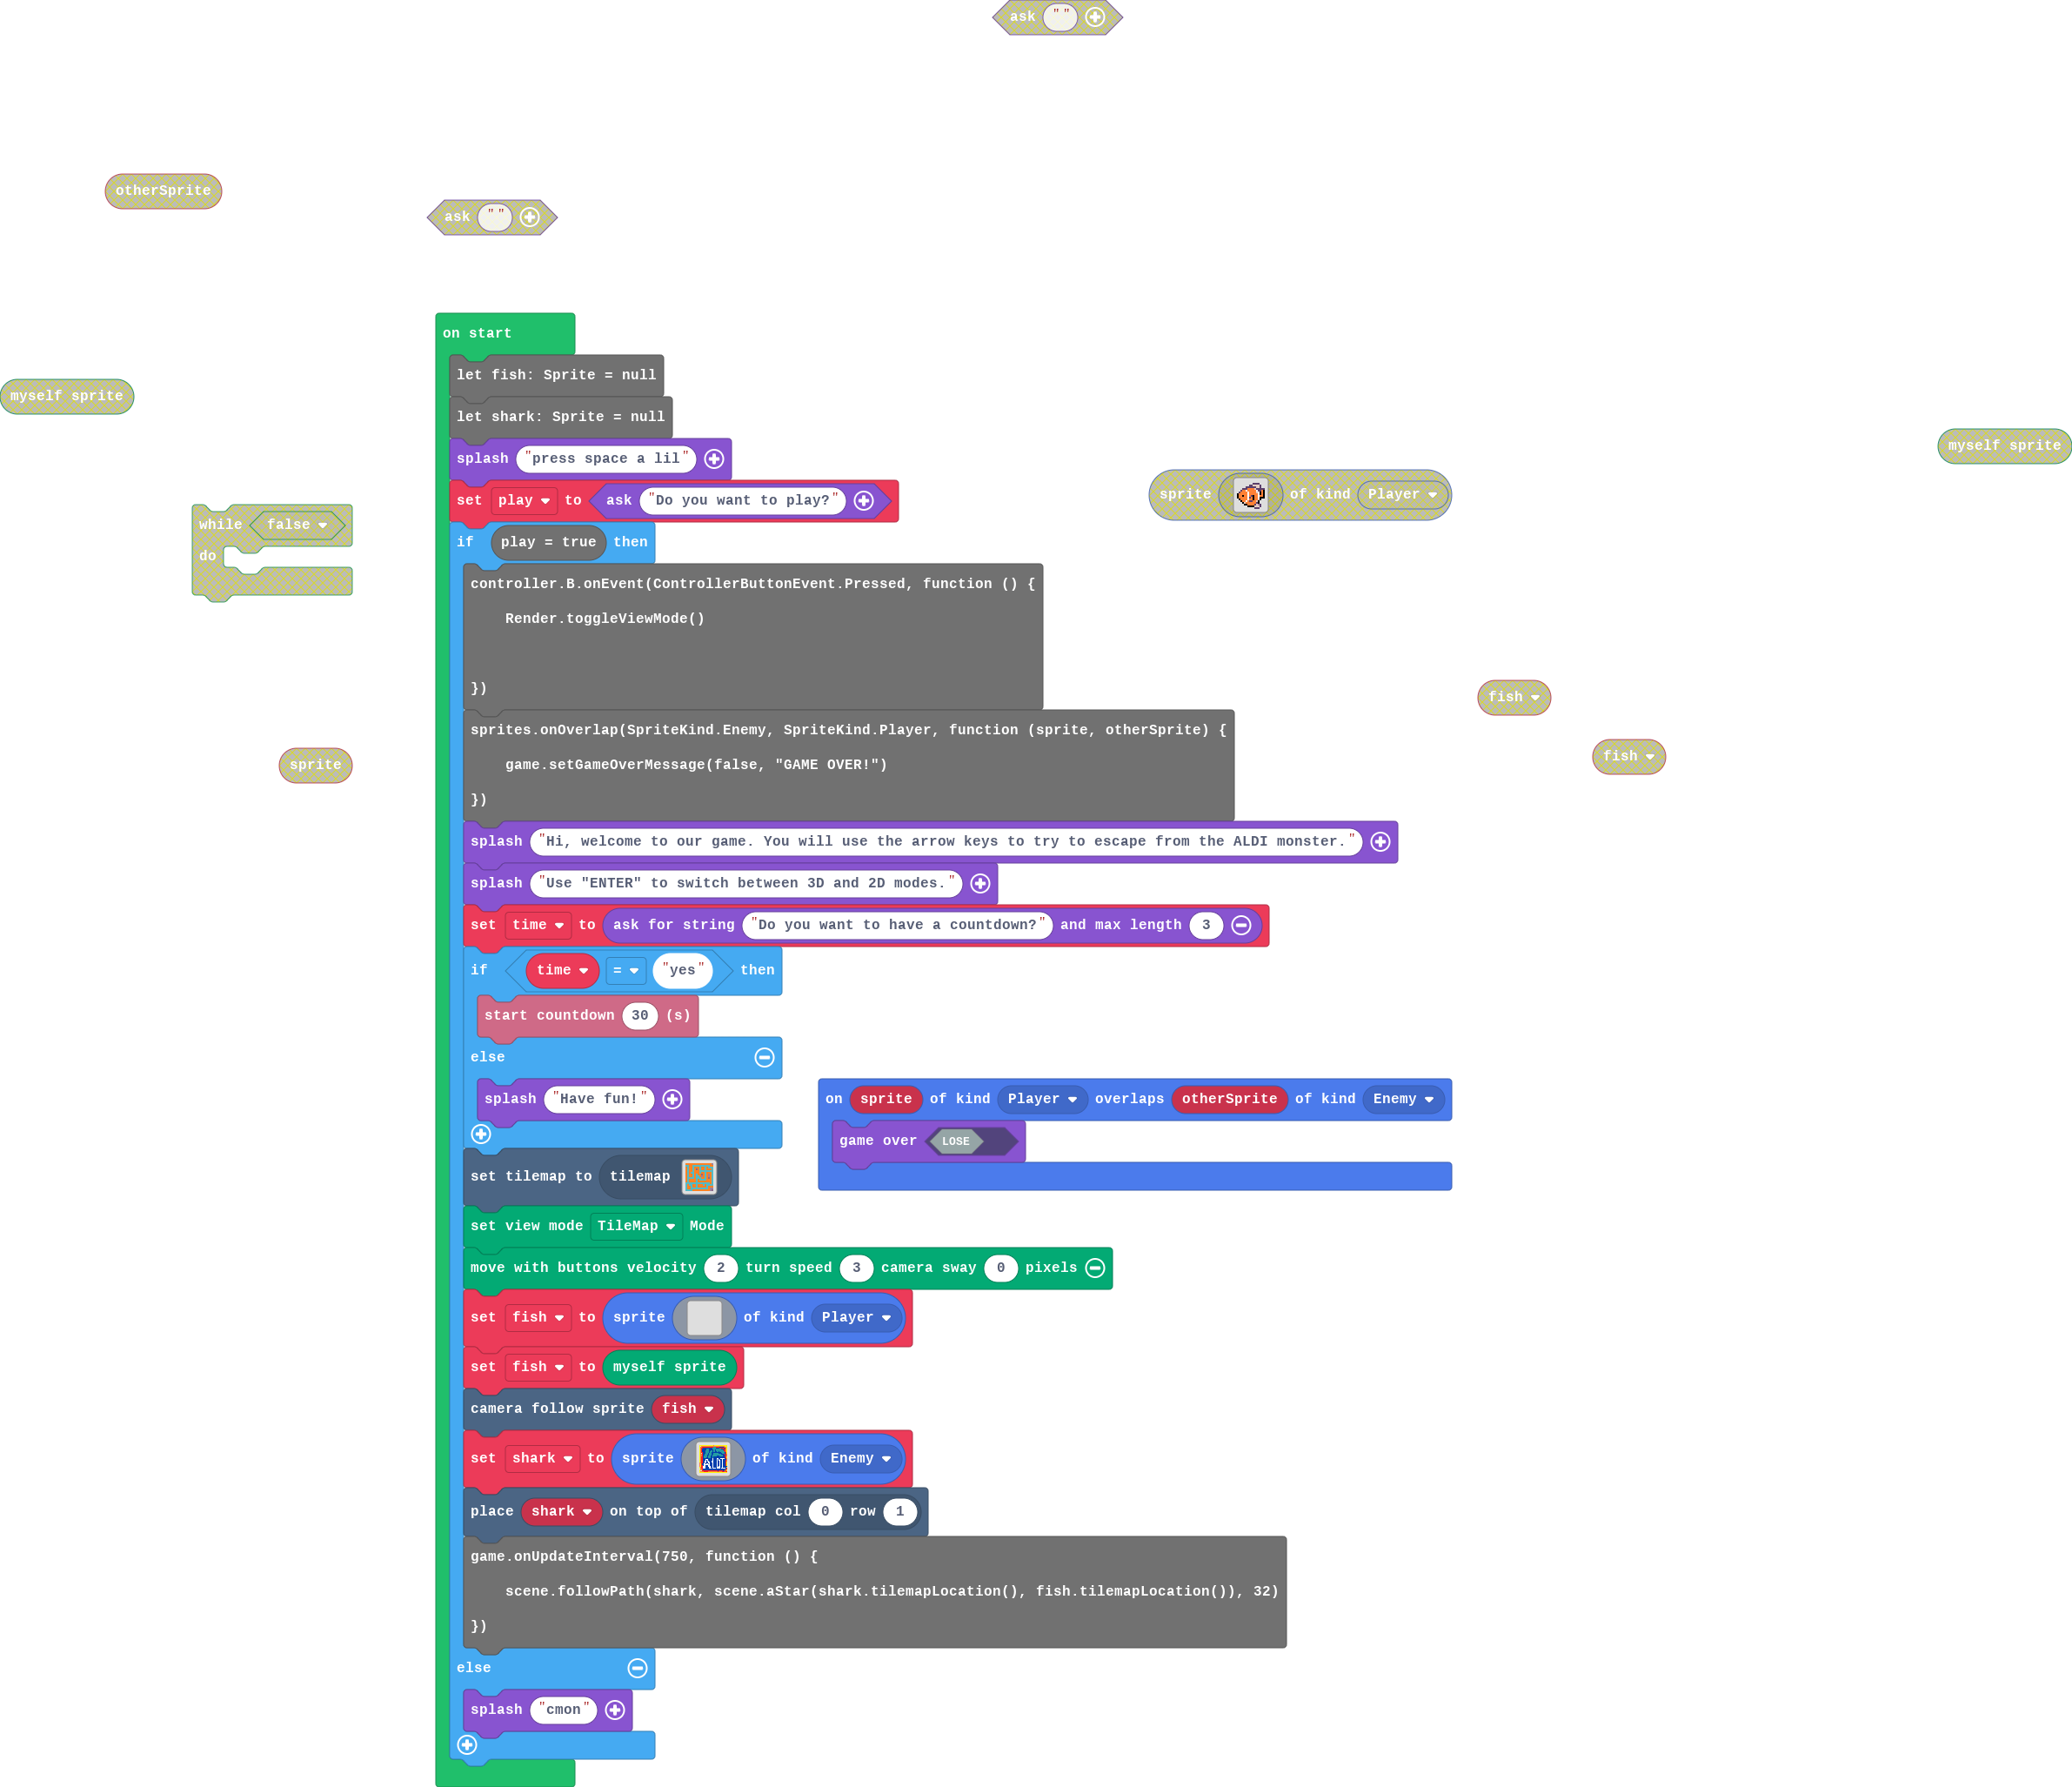 ask " "
otherSprite
ask " "
on start
let fish: Sprite = null
myself sprite
let shark: Sprite = null
myself sprite
splash "press space a lil"
set play to ask "Do you want to play?"
sprite of kind Player
while false
do
if play = true then
controller.B.onEvent(ControllerButtonEvent.Pressed, function () {
Render.toggleViewMode()
})
fish
sprites.onOverlap(SpriteKind.Enemy, SpriteKind.Player, function (sprite, otherSprite) {
fish
sprite
game.setGameOverMessage(false, "GAME OVER!")
})
splash "Hi, welcome to our game. You will use the arrow keys to try to escape from the ALDI monster."
splash "Use "ENTER" to switch between 3D and 2D modes."
set time to ask for string "Do you want to have a countdown?" and max length 3
if time = "yes" then
start countdown 30 (s)
else
splash "Have fun!"
on sprite of kind Player overlaps otherSprite of kind Enemy
game over LOSE
set tilemap to tilemap
set view mode TileMap Mode
move with buttons velocity 2 turn speed 3 camera sway 0 pixels
set fish to sprite of kind Player
set fish to myself sprite
camera follow sprite fish
set shark to sprite ALDI of kind Enemy
place shark on top of tilemap col 0 row 1
game.onUpdateInterval(750, function () {
scene.followPath(shark, scene.aStar(shark.tilemapLocation(), fish.tilemapLocation()), 32)
})
else
splash "cmon"